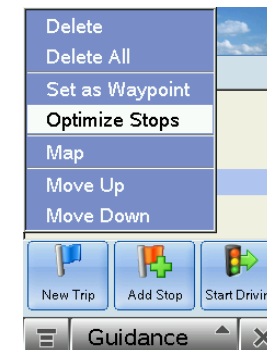 Delete
Delete All
Set as Waypoint
Optimize Stops
Map
Move Up
Move Down
New Trip
Add Stop
Start Drivin
Guidance